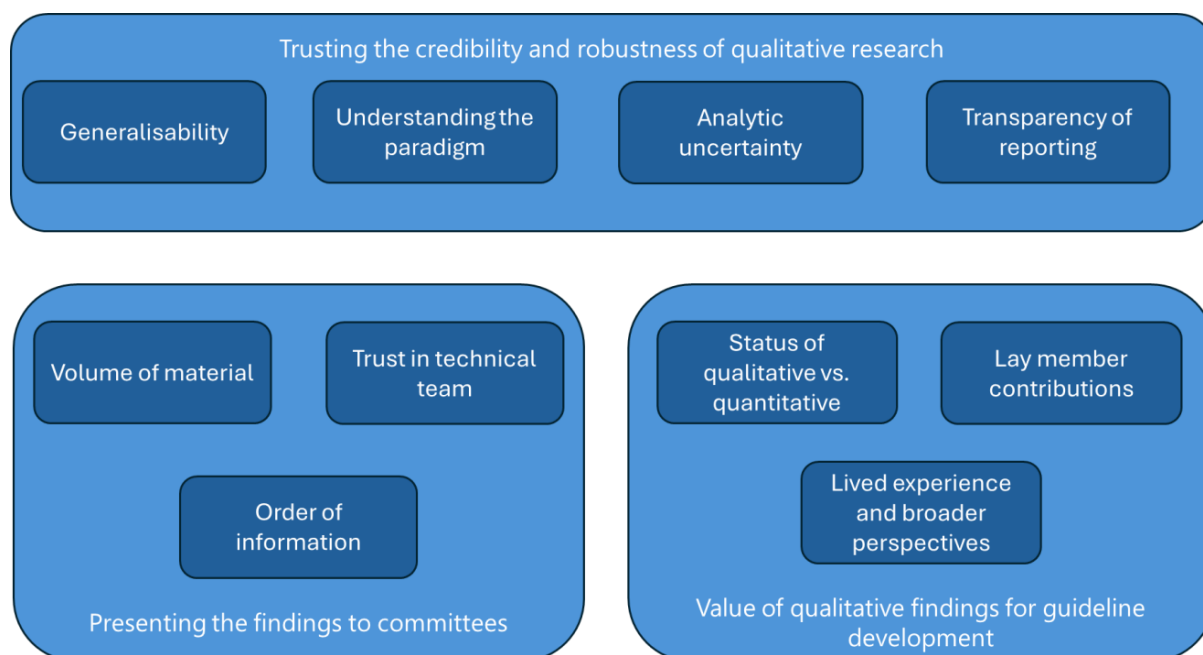 Trusting the credibility and robustness of qualitative research
Generalisability
Understanding the
paradigm
Analytic
uncertainty
Transparency of
reporting
Volume of material
Trust in technical
team
Order of
information
Presenting the findings to committees
Status of
qualitative vs.
quantitative
Lay member
contributions
Lived experience
and broader
perspectives
Value of qualitative findings for guideline
development